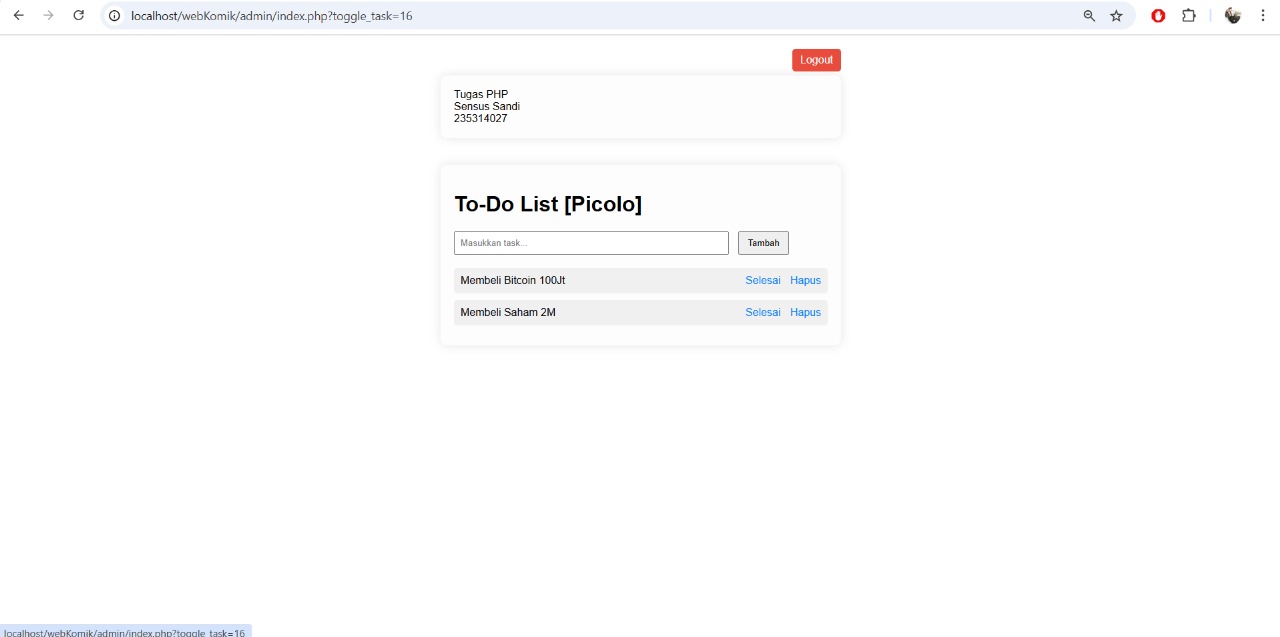 localhost/webKomik/admin/index.php?toggle_task=16
Logout
Tugas PHP
Sensus Sandi
235314027
To-Do List [Picolo]
Masukkan task...
Tambah
Membeli Bitcoin 100Jt Selesai Hapus
Membeli Saham 2M Selesai Hapus
localhost/webKomik/admin/index.php?toggle_task=16